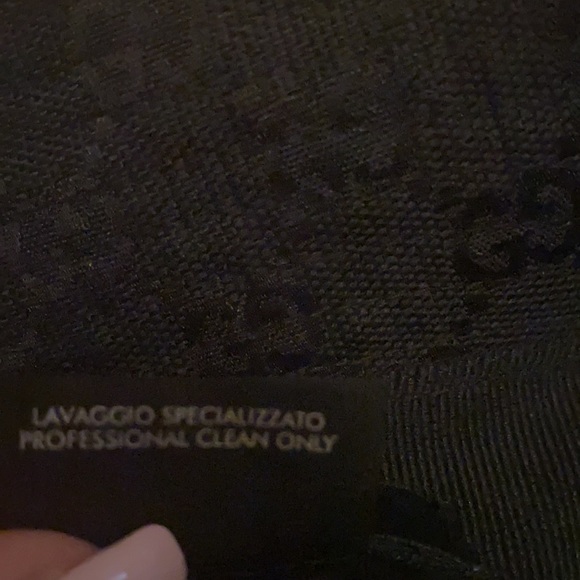 LAVAGGIO SPECIALIZZATO
PROFESSIONAL CLEAN ONLY